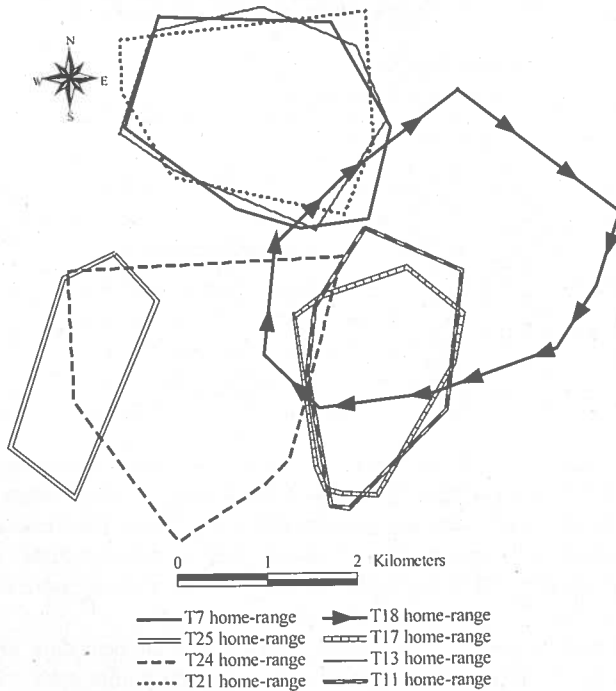 N
W E
S
0 1 2 Kilometers
T7 home-range T18 home-range
T25 home-range T17 home-range
T24 home-range T13 home-range
T21 home-range T11 home-range